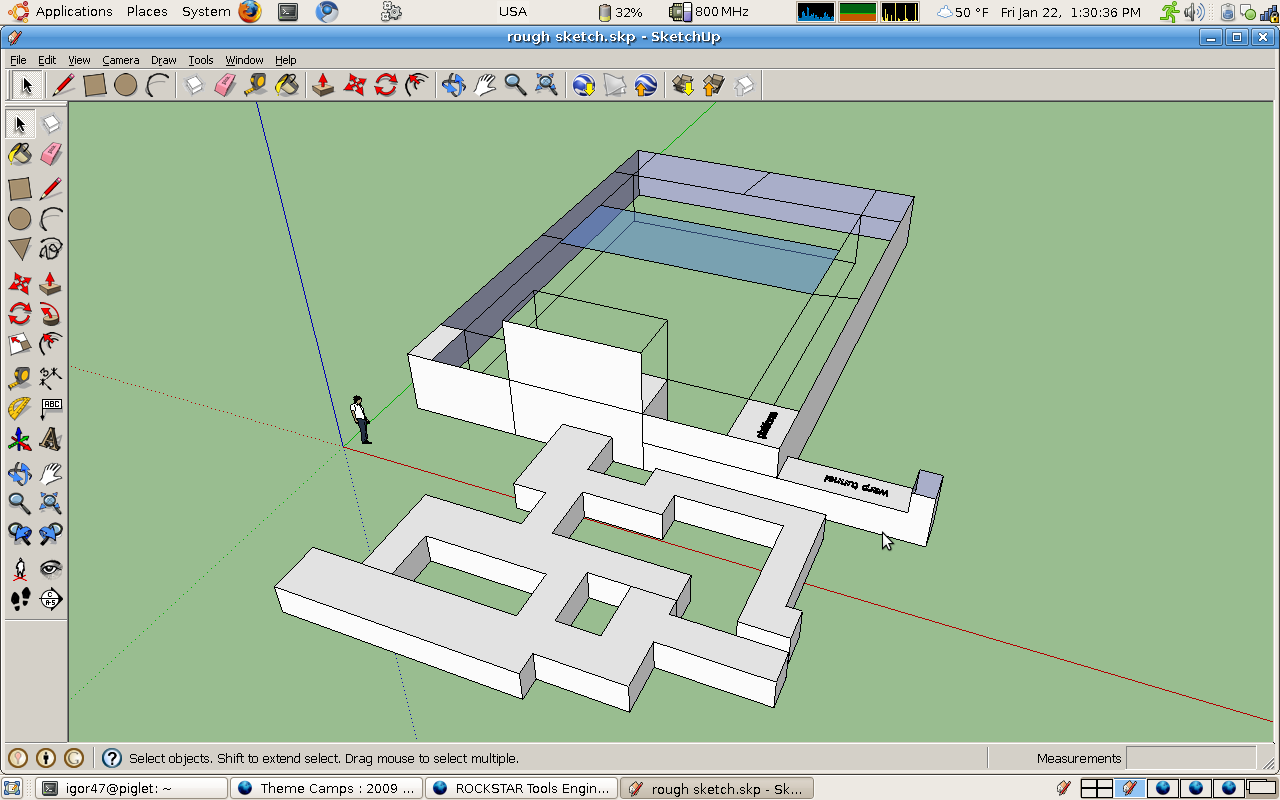 Applications Places System USA 32% 800 MHz 50 °F Fri Jan 22, 1:30:36 PM
rough sketch.skp - SketchUp
File Edit View Camera Draw Tools Window Help
ABC
platform
warp tunnel
Select objects. Shift to extend select. Drag mouse to select multiple. Measurements
igor47@piglet: ~ Theme Camps : 2009 ... ROCKSTAR Tools Engin... rough sketch.skp - Sk...